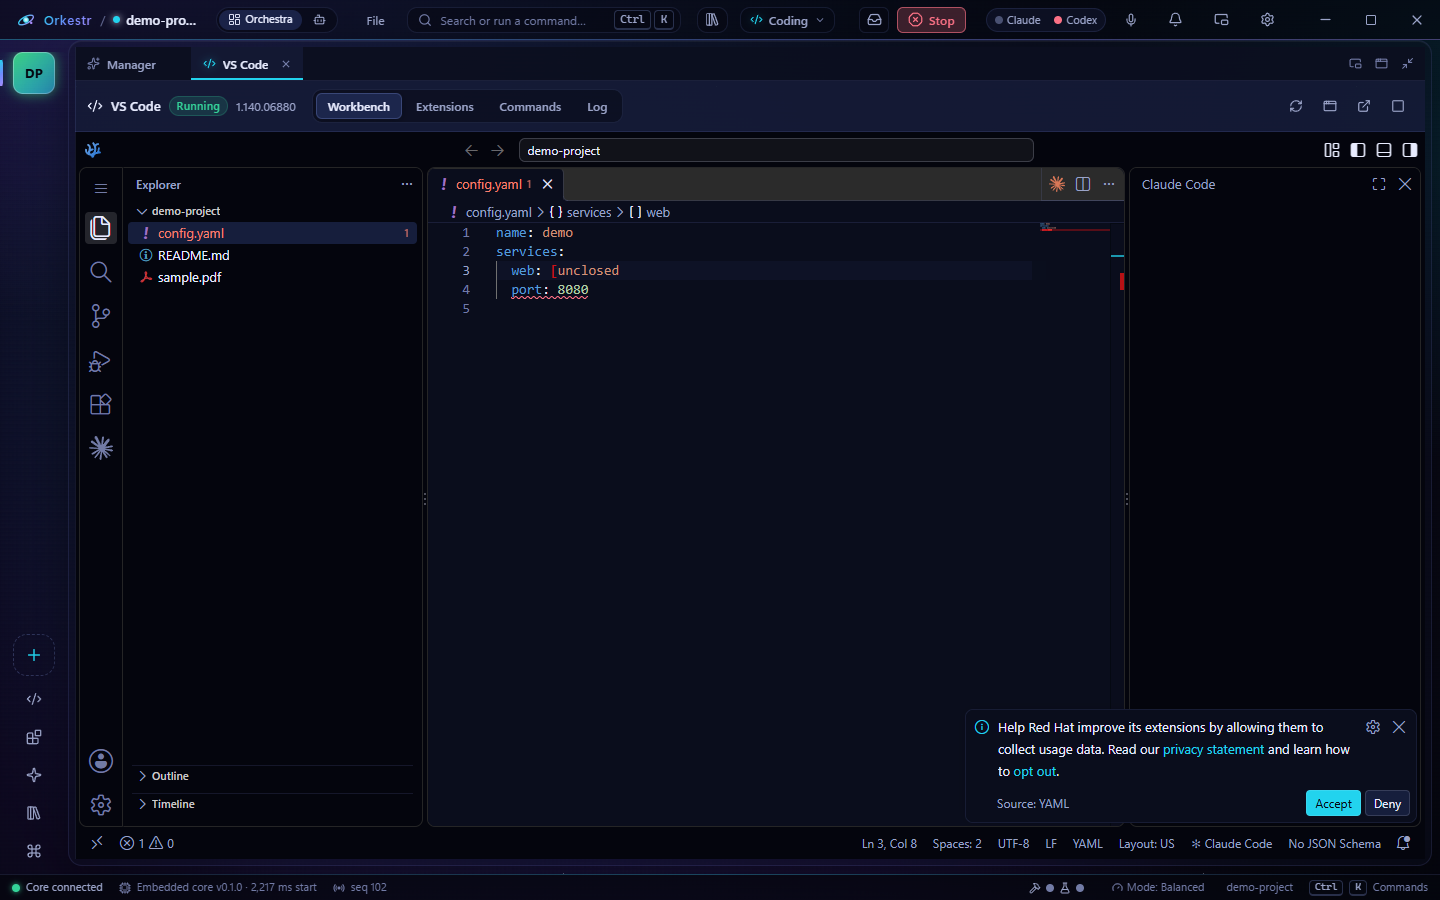 Orkestr / demo-pro... Orchestra File Search or run a command... Ctrl K Coding Stop Claude Codex
DP
Manager VS Code
VS Code Running 1.140.06880 Workbench Extensions Commands Log
demo-project
Explorer
demo-project
config.yaml 1
README.md
sample.pdf
Outline
Timeline
config.yaml 1
config.yaml > { } services > [ ] web
1 name: demo
2 services:
3 web: [unclosed
4 port: 8080
5
Claude Code
Help Red Hat improve its extensions by allowing them to
collect usage data. Read our privacy statement and learn how
to opt out.
Source: YAML Accept Deny
1 0 Ln 3, Col 8 Spaces: 2 UTF-8 LF YAML Layout: US Claude Code No JSON Schema
Core connected Embedded core v0.1.0 · 2,217 ms start seq 102 Mode: Balanced demo-project Ctrl K Commands